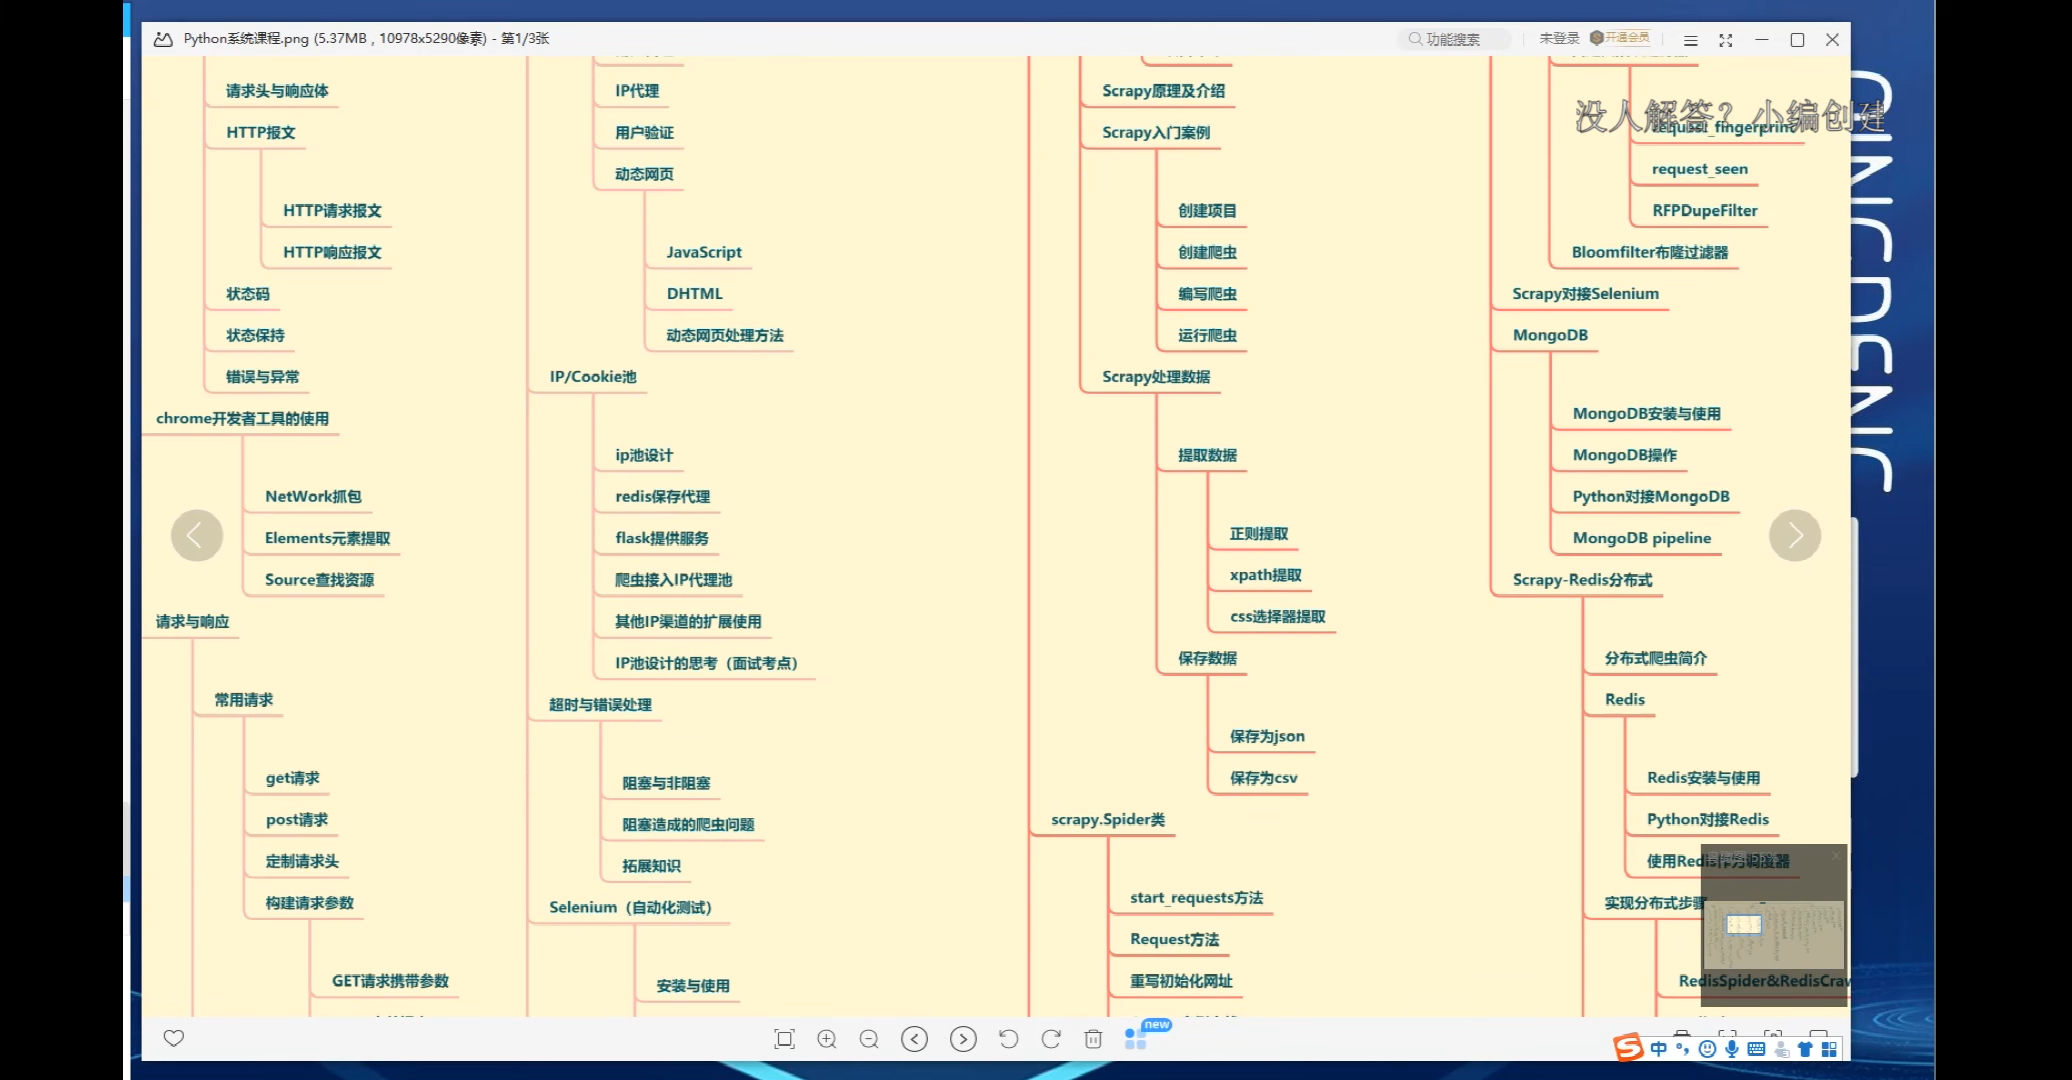 Python系统课程.png (5.37MB , 10978x5290像素) - 第1/3张
功能搜索
未登录
开通会员
请求头与响应体
HTTP报文
HTTP请求报文
HTTP响应报文
状态码
状态保持
错误与异常
chrome开发者工具的使用
NetWork抓包
Elements元素提取
Source查找资源
请求与响应
常用请求
get请求
post请求
定制请求头
构建请求参数
GET请求携带参数
IP代理
用户验证
动态网页
JavaScript
DHTML
动态网页处理方法
IP/Cookie池
ip池设计
redis保存代理
flask提供服务
爬虫接入IP代理池
其他IP渠道的扩展使用
IP池设计的思考（面试考点）
超时与错误处理
阻塞与非阻塞
阻塞造成的爬虫问题
拓展知识
Selenium（自动化测试）
安装与使用
Scrapy原理及介绍
Scrapy入门案例
创建项目
创建爬虫
编写爬虫
运行爬虫
Scrapy处理数据
提取数据
正则提取
xpath提取
css选择器提取
保存数据
保存为json
保存为csv
scrapy.Spider类
start_requests方法
Request方法
重写初始化网址
没人解答？小编创建
request_fingerprint
request_seen
RFPDupeFilter
Bloomfilter布隆过滤器
Scrapy对接Selenium
MongoDB
MongoDB安装与使用
MongoDB操作
Python对接MongoDB
MongoDB pipeline
Scrapy-Redis分布式
分布式爬虫简介
Redis
Redis安装与使用
Python对接Redis
使用Redis作为调度器
实现分布式步骤
RedisSpider&RedisCraw
new
中